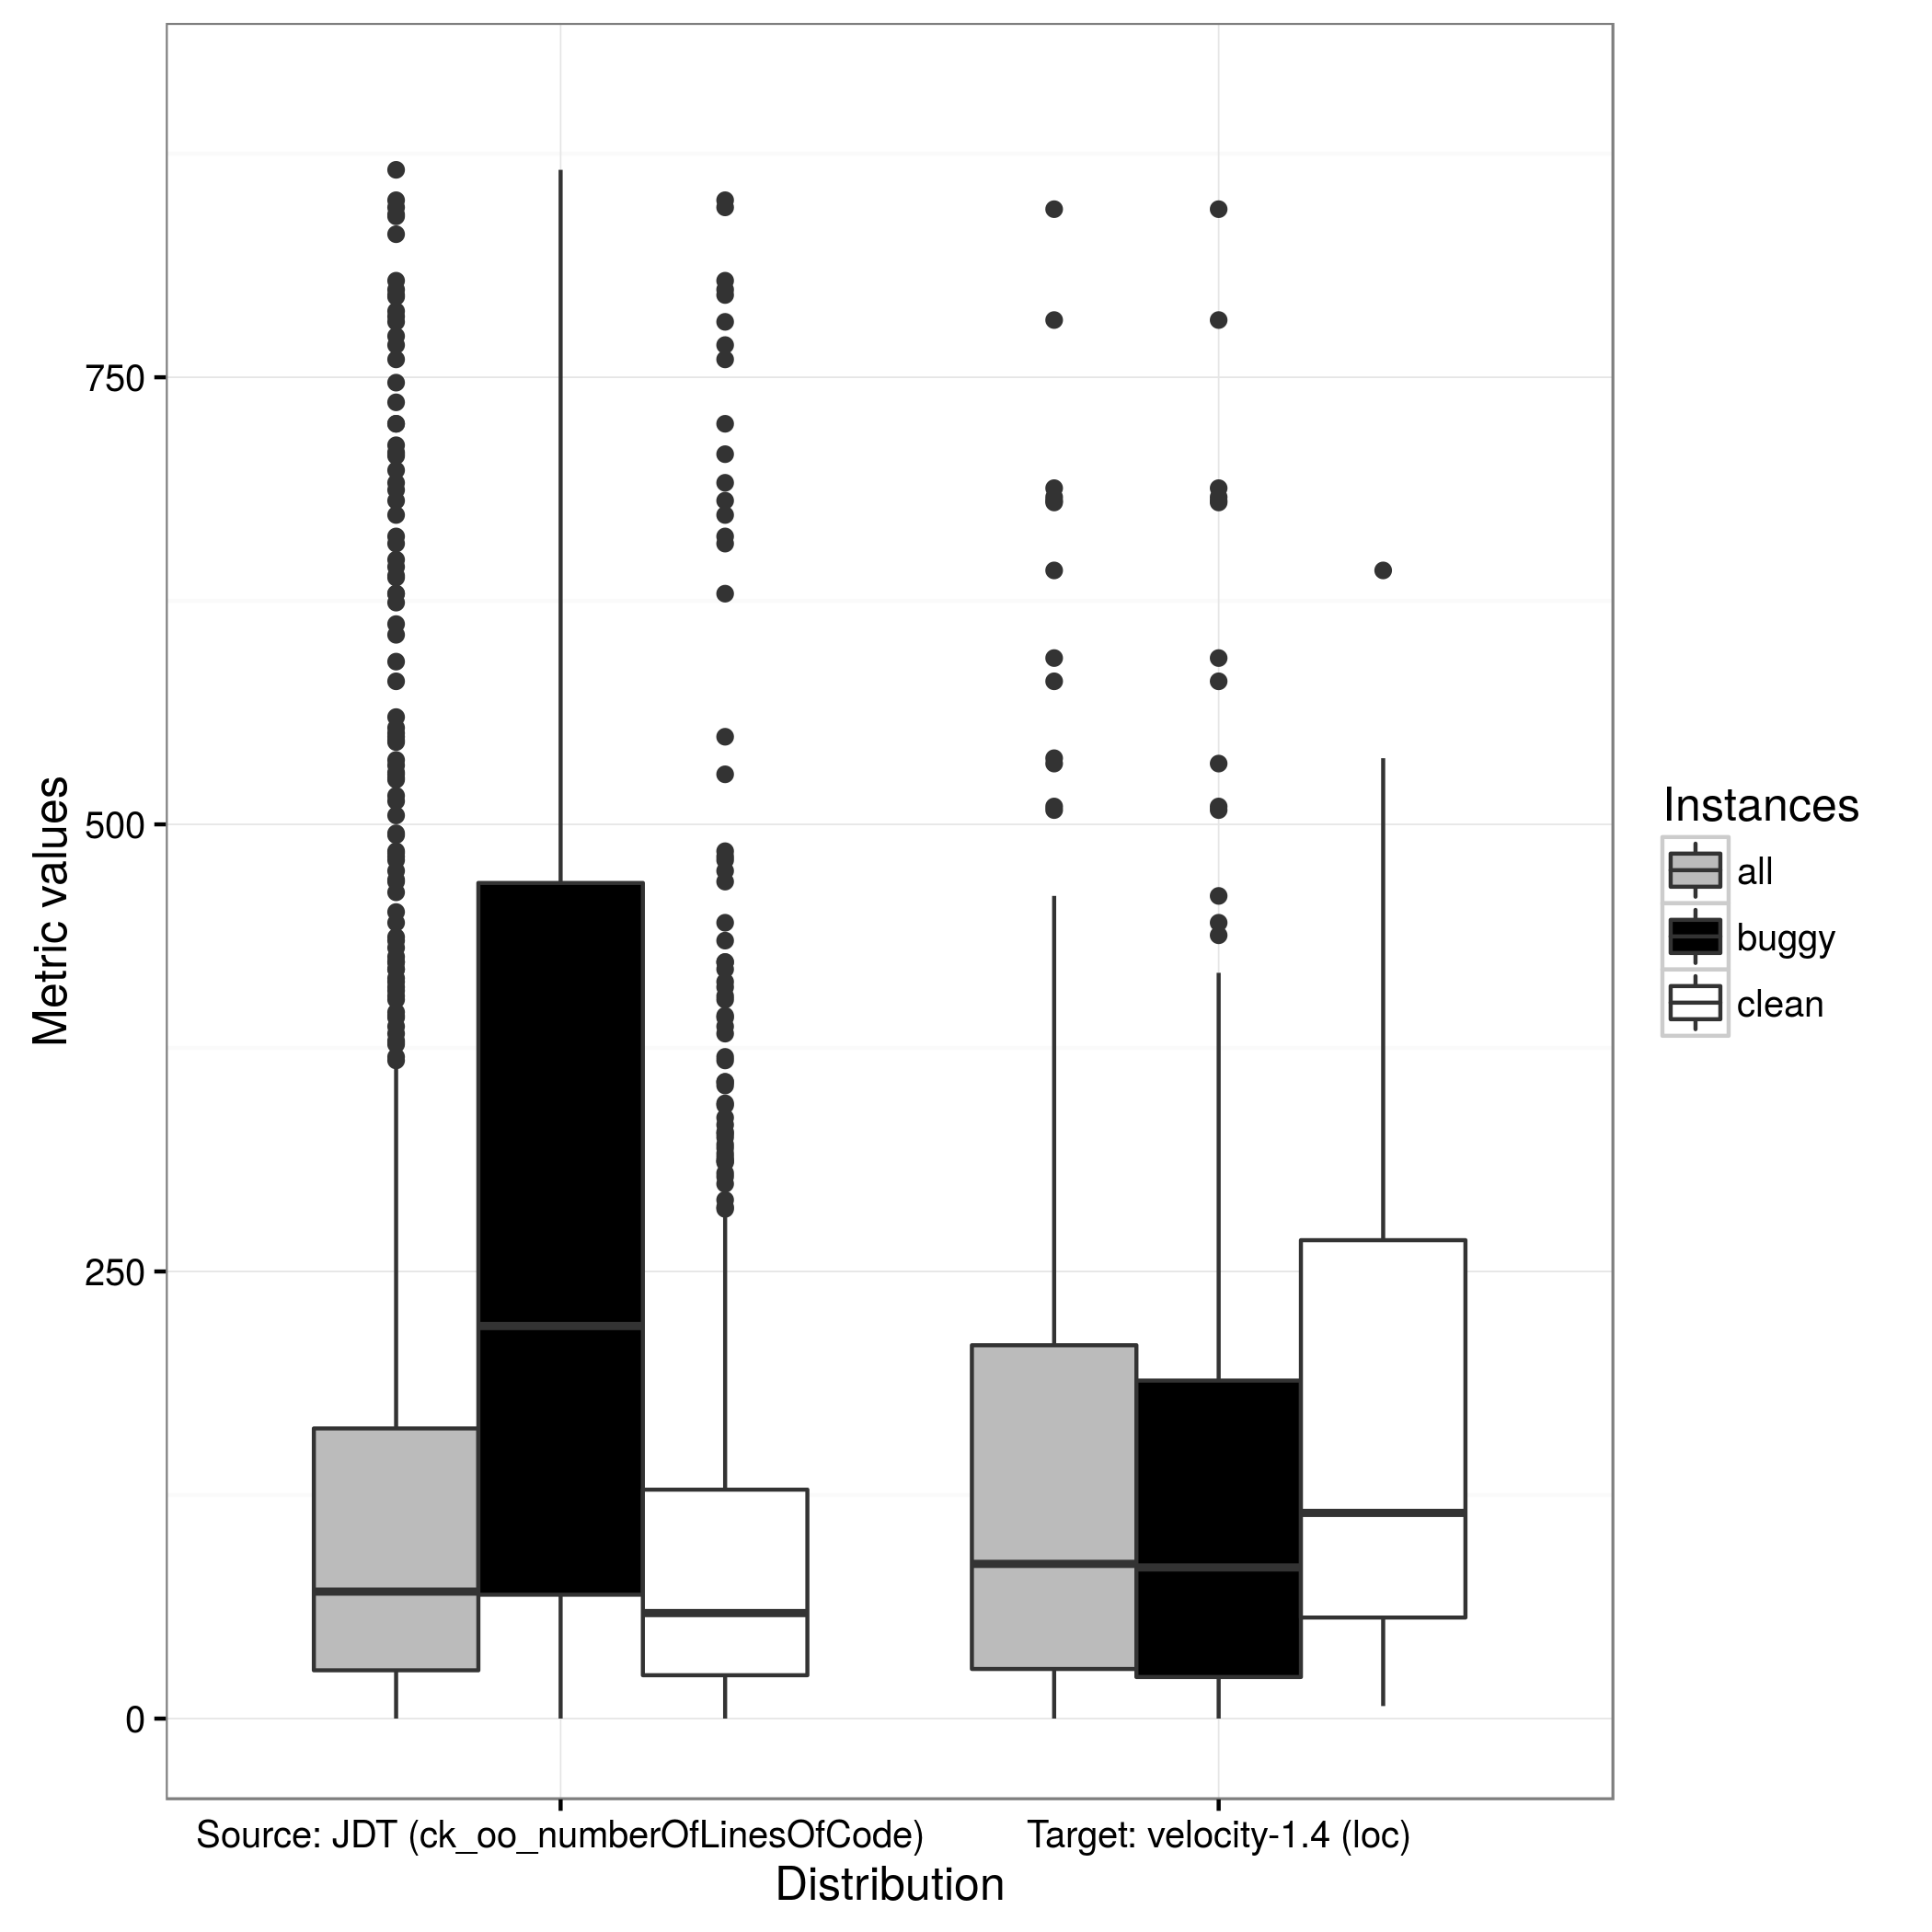 Metric values
750
500
250
0
Source: JDT (ck_oo_numberOfLinesOfCode)
Target: velocity-1.4 (loc)
Distribution
Instances
all
buggy
clean